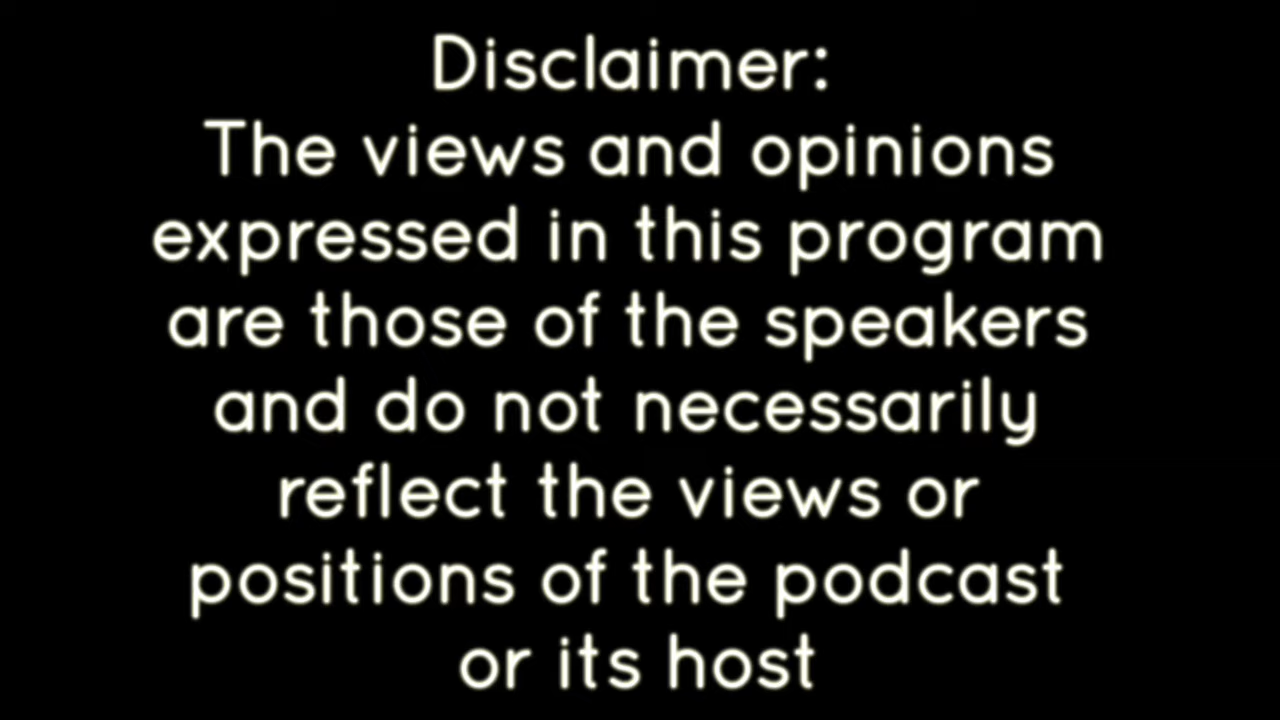 Disclaimer:
The views and opinions
expressed in this program
are those of the speakers
and do not necessarily
reflect the views or
positions of the podcast
or its host